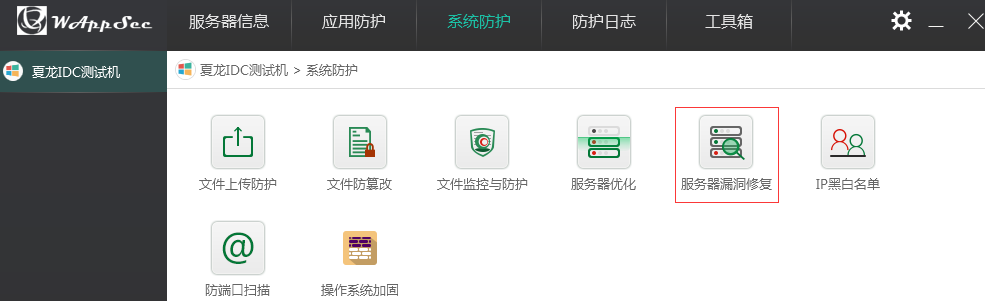 WAppSec 服务器信息 应用防护 系统防护 防护日志 工具箱
夏龙IDC测试机
夏龙IDC测试机 > 系统防护
文件上传防护 文件防篡改 文件监控与防护 服务器优化 服务器漏洞修复 IP黑白名单
@
防端口扫描 操作系统加固